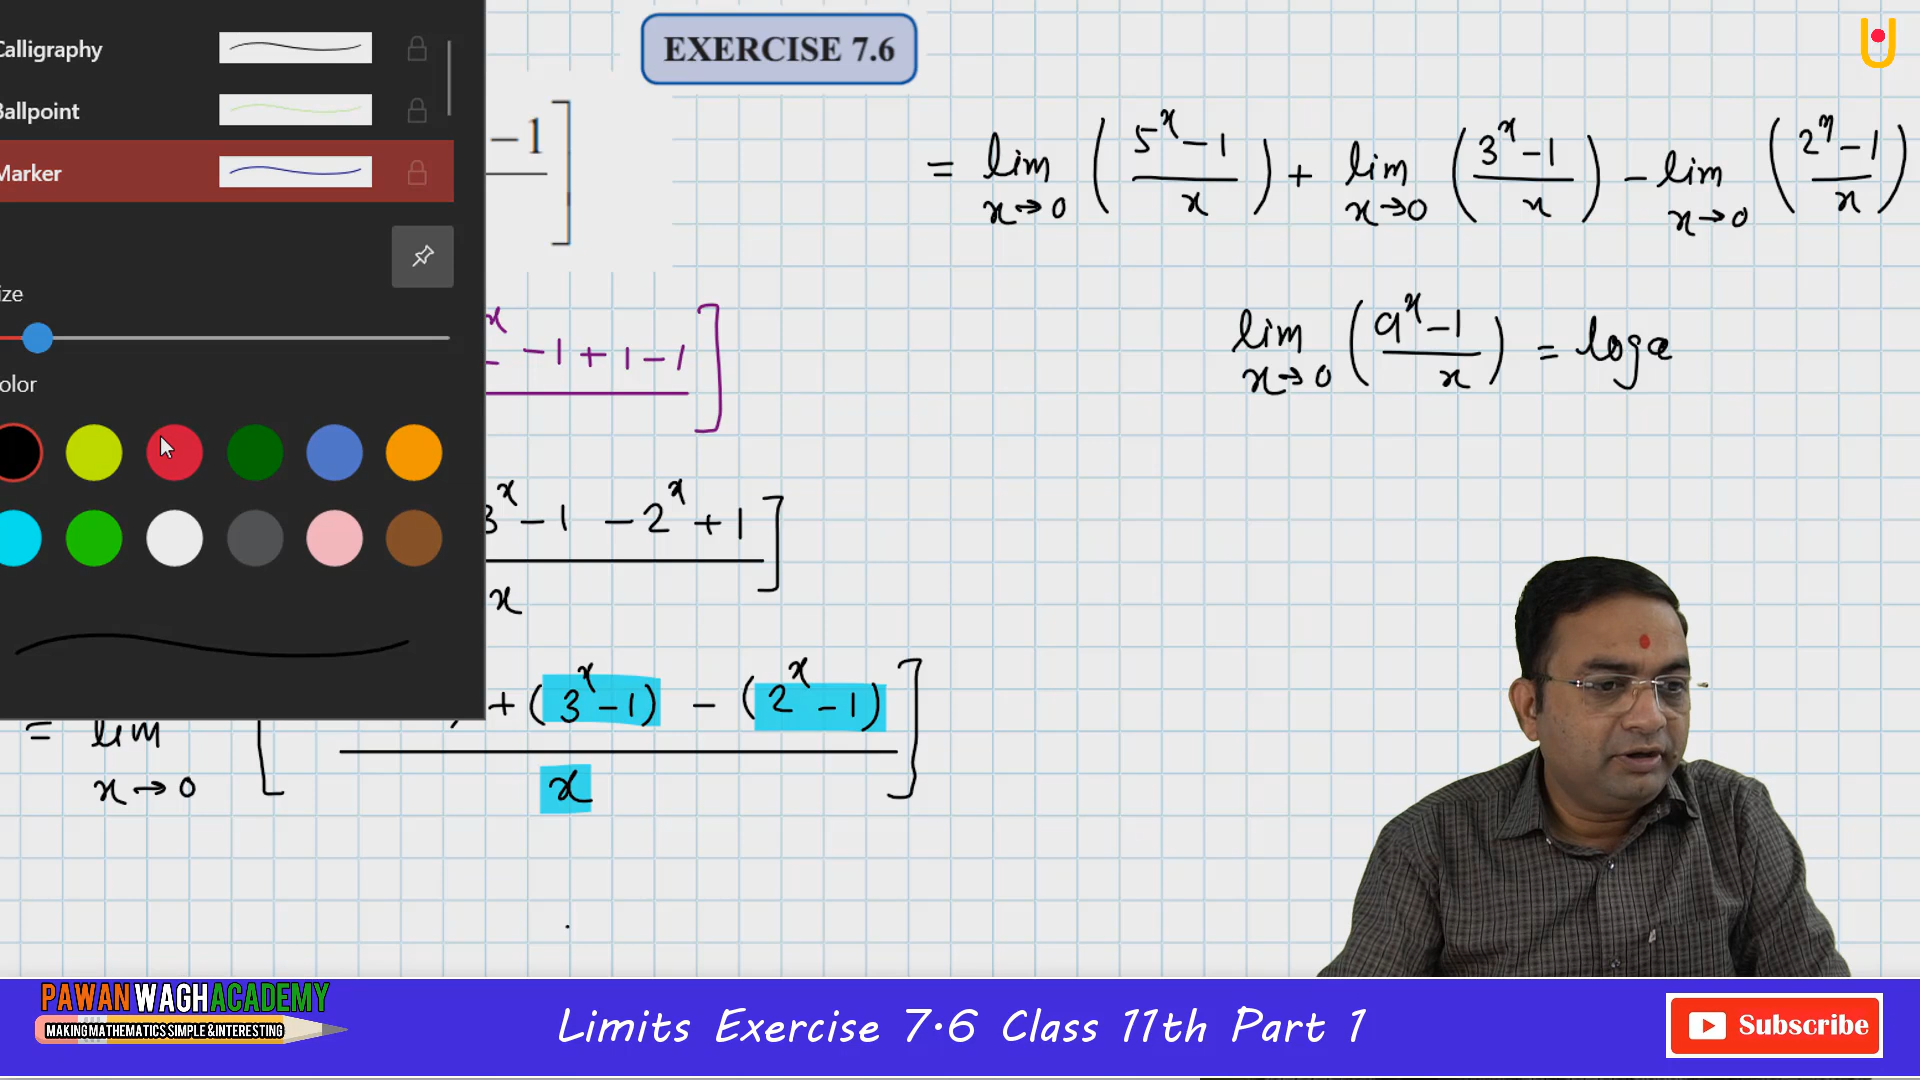 Calligraphy
Ballpoint
Marker
ize
olor
EXERCISE 7.6
−1 ]
x − 1 + 1 − 1 ]
3^x − 1 − 2^x + 1 ]
x
= lim x→0 [ + (3^x − 1) − (2^x − 1) ]
x
= lim x→0 ( 5^x − 1 / x ) + lim x→0 ( 3^x − 1 / x ) − lim x→0 ( 2^x − 1 / x )
lim x→0 ( a^x − 1 / x ) = log a
PAWAN WAGH ACADEMY
MAKING MATHEMATICS SIMPLE & INTERESTING
Limits Exercise 7.6 Class 11th Part 1
Subscribe